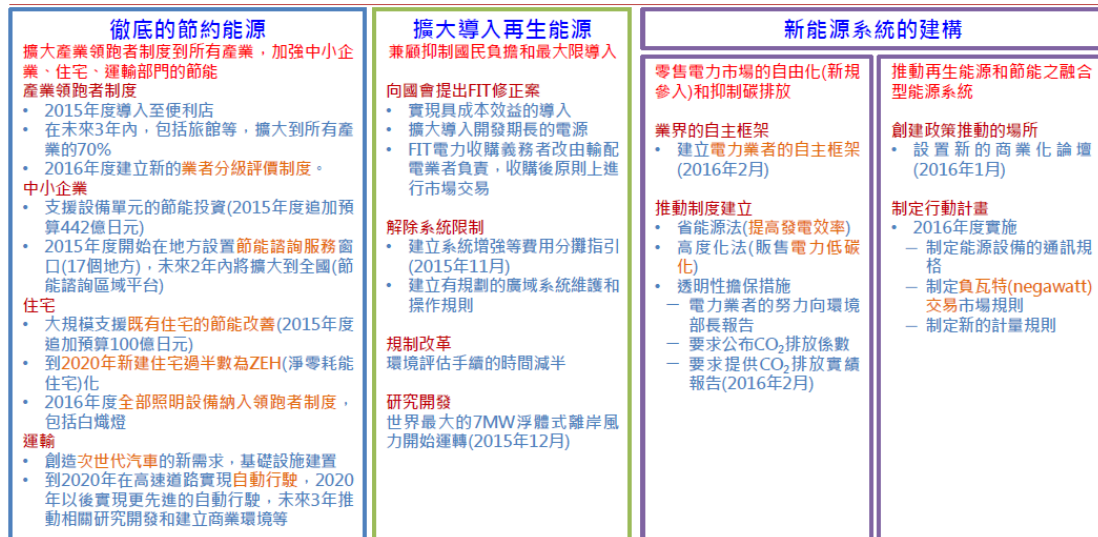 徹底的節約能源
擴大產業領跑者制度到所有產業，加強中小企
業、住宅、運輸部門的節能
產業領跑者制度
• 2015年度導入至便利店
• 在未來3年內，包括旅館等，擴大到所有產
業的70%
• 2016年度建立新的業者分級評價制度。
中小企業
• 支援設備單元的節能投資(2015年度追加預
算442億日元)
• 2015年度開始在地方設置節能諮詢服務窗
口(17個地方)，未來2年內將擴大到全國(節
能諮詢區域平台)
住宅
• 大規模支援既有住宅的節能改善(2015年度
追加預算100億日元)
• 到2020年新建住宅過半數為ZEH(淨零耗能
住宅)化
• 2016年度全部照明設備納入領跑者制度，
包括白熾燈
運輸
• 創造次世代汽車的新需求，基礎設施建置
• 到2020年在高速道路實現自動行駛，2020
年以後實現更先進的自動行駛，未來3年推
動相關研究開發和建立商業環境等
擴大導入再生能源
兼顧抑制國民負擔和最大限導入
向國會提出FIT修正案
• 實現具成本效益的導入
• 擴大導入開發期長的電源
• FIT電力收購義務者改由輸配
電業者負責，收購後原則上進
行市場交易
解除系統限制
• 建立系統增強等費用分攤指引
(2015年11月)
• 建立有規劃的廣域系統維護和
操作規則
規制改革
環境評估手續的時間減半
研究開發
世界最大的7MW浮體式離岸風
力開始運轉(2015年12月)
新能源系統的建構
零售電力市場的自由化(新規
參入)和抑制碳排放
業界的自主框架
• 建立電力業者的自主框架
(2016年2月)
推動制度建立
• 省能源法(提高發電效率)
• 高度化法(販售電力低碳
化)
• 透明性擔保措施
— 電力業者的努力向環境
部長報告
— 要求公布CO₂排放係數
— 要求提供CO₂排放實績
報告(2016年2月)
推動再生能源和節能之融合
型能源系統
創建政策推動的場所
• 設置新的商業化論壇
(2016年1月)
制定行動計畫
• 2016年度實施
— 制定能源設備的通訊規
格
— 制定負瓦特(negawatt)
交易市場規則
— 制定新的計量規則